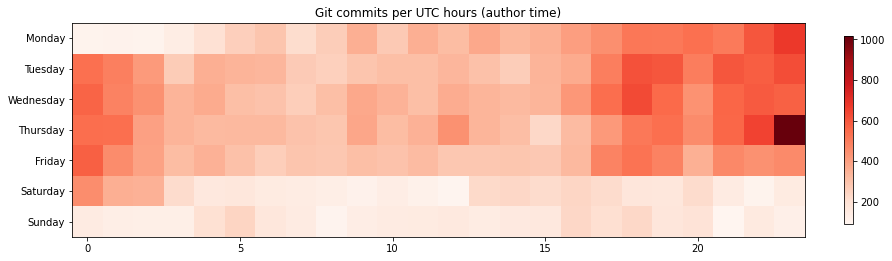 Git commits per UTC hours (author time)
Monday
Tuesday
Wednesday
Thursday
Friday
Saturday
Sunday
0 5 10 15 20
1000
800
600
400
200